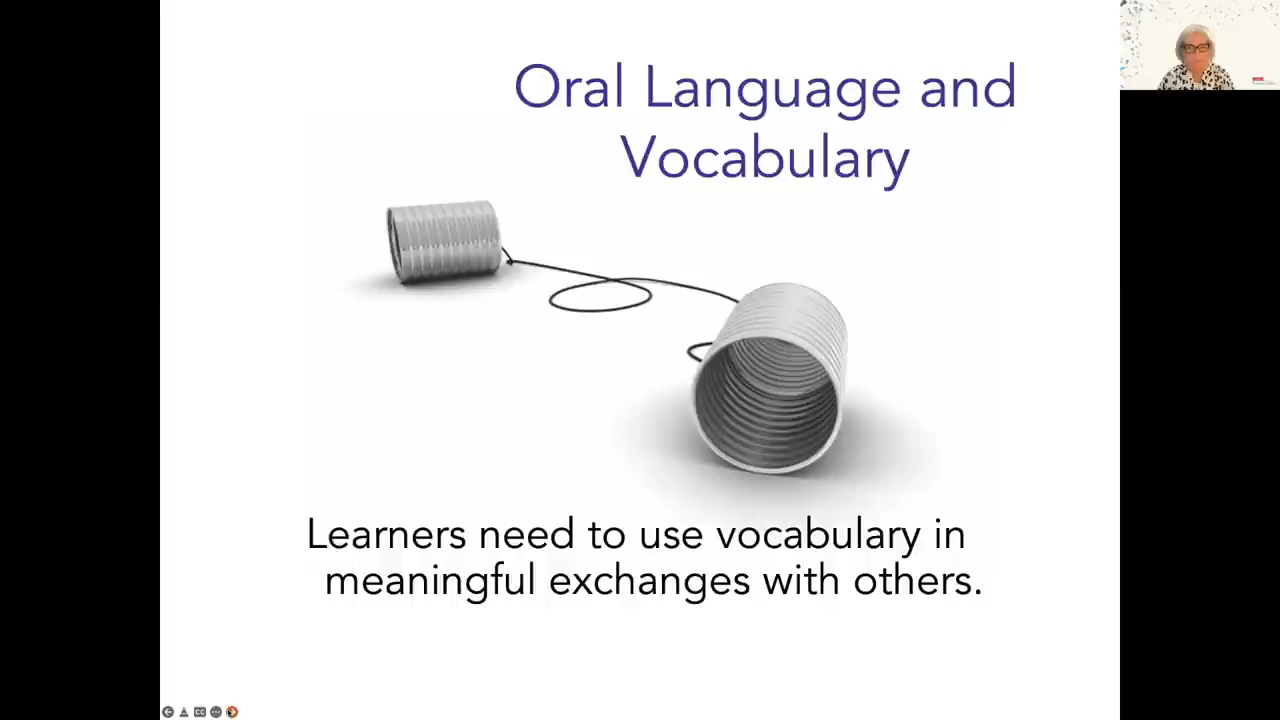 Oral Language and
Vocabulary
Learners need to use vocabulary in
meaningful exchanges with others.